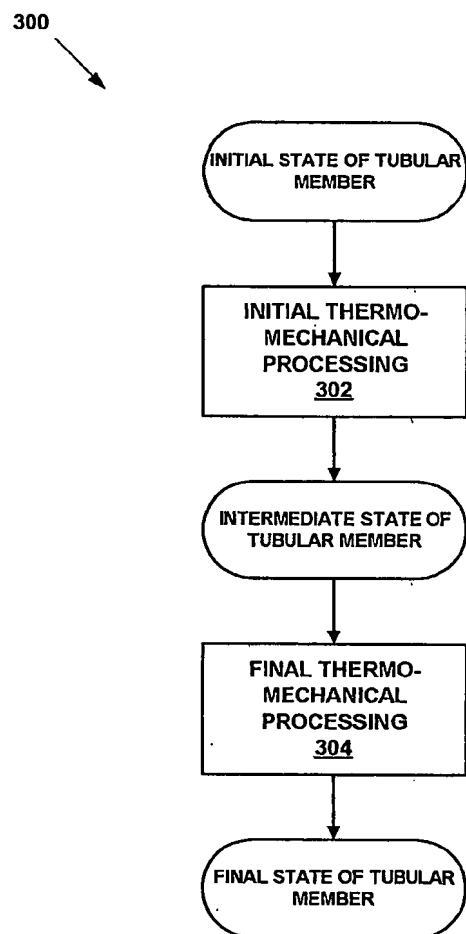 300
INITIAL STATE OF TUBULAR
MEMBER
INITIAL THERMO-
MECHANICAL
PROCESSING
302
INTERMEDIATE STATE OF
TUBULAR MEMBER
FINAL THERMO-
MECHANICAL
PROCESSING
304
FINAL STATE OF TUBULAR
MEMBER